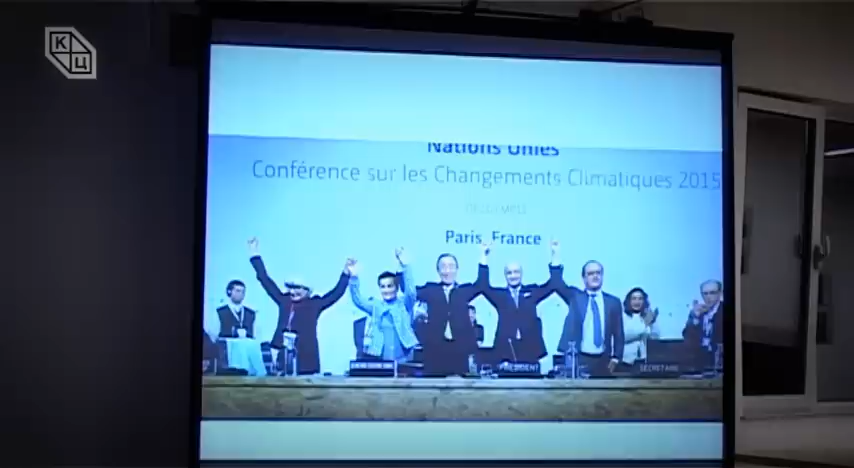 К
Ц
Nations Unies
Conférence sur les Changements Climatiques 2015
Paris, France
PRESIDENT